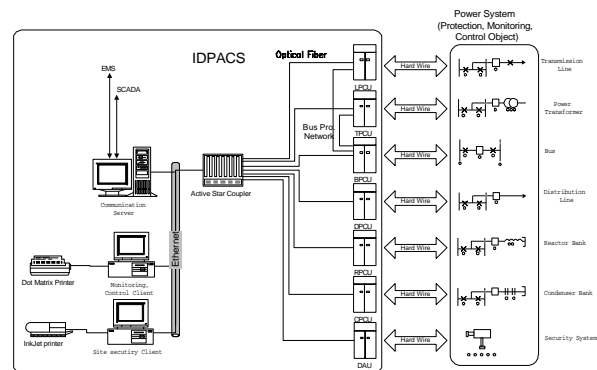 Power System
(Protection, Monitoring,
Control Object)
IDPACS
Optical Fiber
EMS
SCADA
Communication
Server
Active Star Coupler
Ethernet
Bus Pro.
Network
Dot Matrix Printer
Monitoring,
Control Client
InkJet printer
Site secutiry Client
LPCU
Hard Wire
Transmission
Line
TPCU
Hard Wire
Power
Transformer
BPCU
Hard Wire
Bus
DPCU
Hard Wire
Distribution
Line
RPCU
Hard Wire
Reactor Bank
CPCU
Hard Wire
Condenser Bank
DAU
Hard Wire
Security System